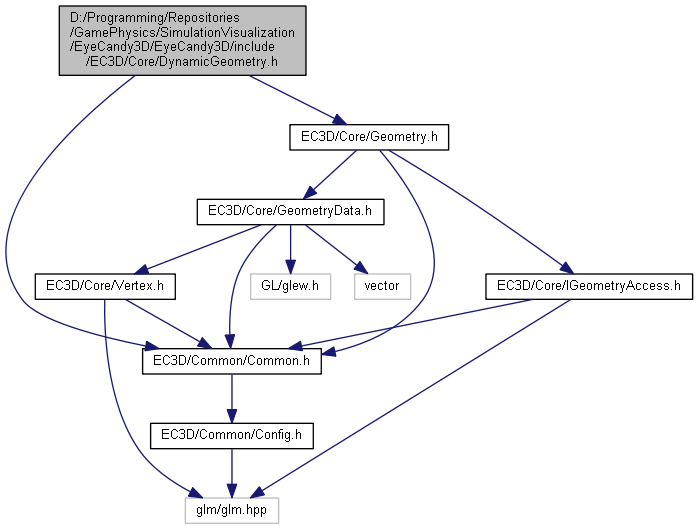 D:/Programming/Repositories
/GamePhysics/SimulationVisualization
/EyeCandy3D/EyeCandy3D/include
/EC3D/Core/DynamicGeometry.h
EC3D/Core/Geometry.h
EC3D/Core/GeometryData.h
EC3D/Core/Vertex.h
GL/glew.h
vector
EC3D/Core/IGeometryAccess.h
EC3D/Common/Common.h
EC3D/Common/Config.h
glm/glm.hpp